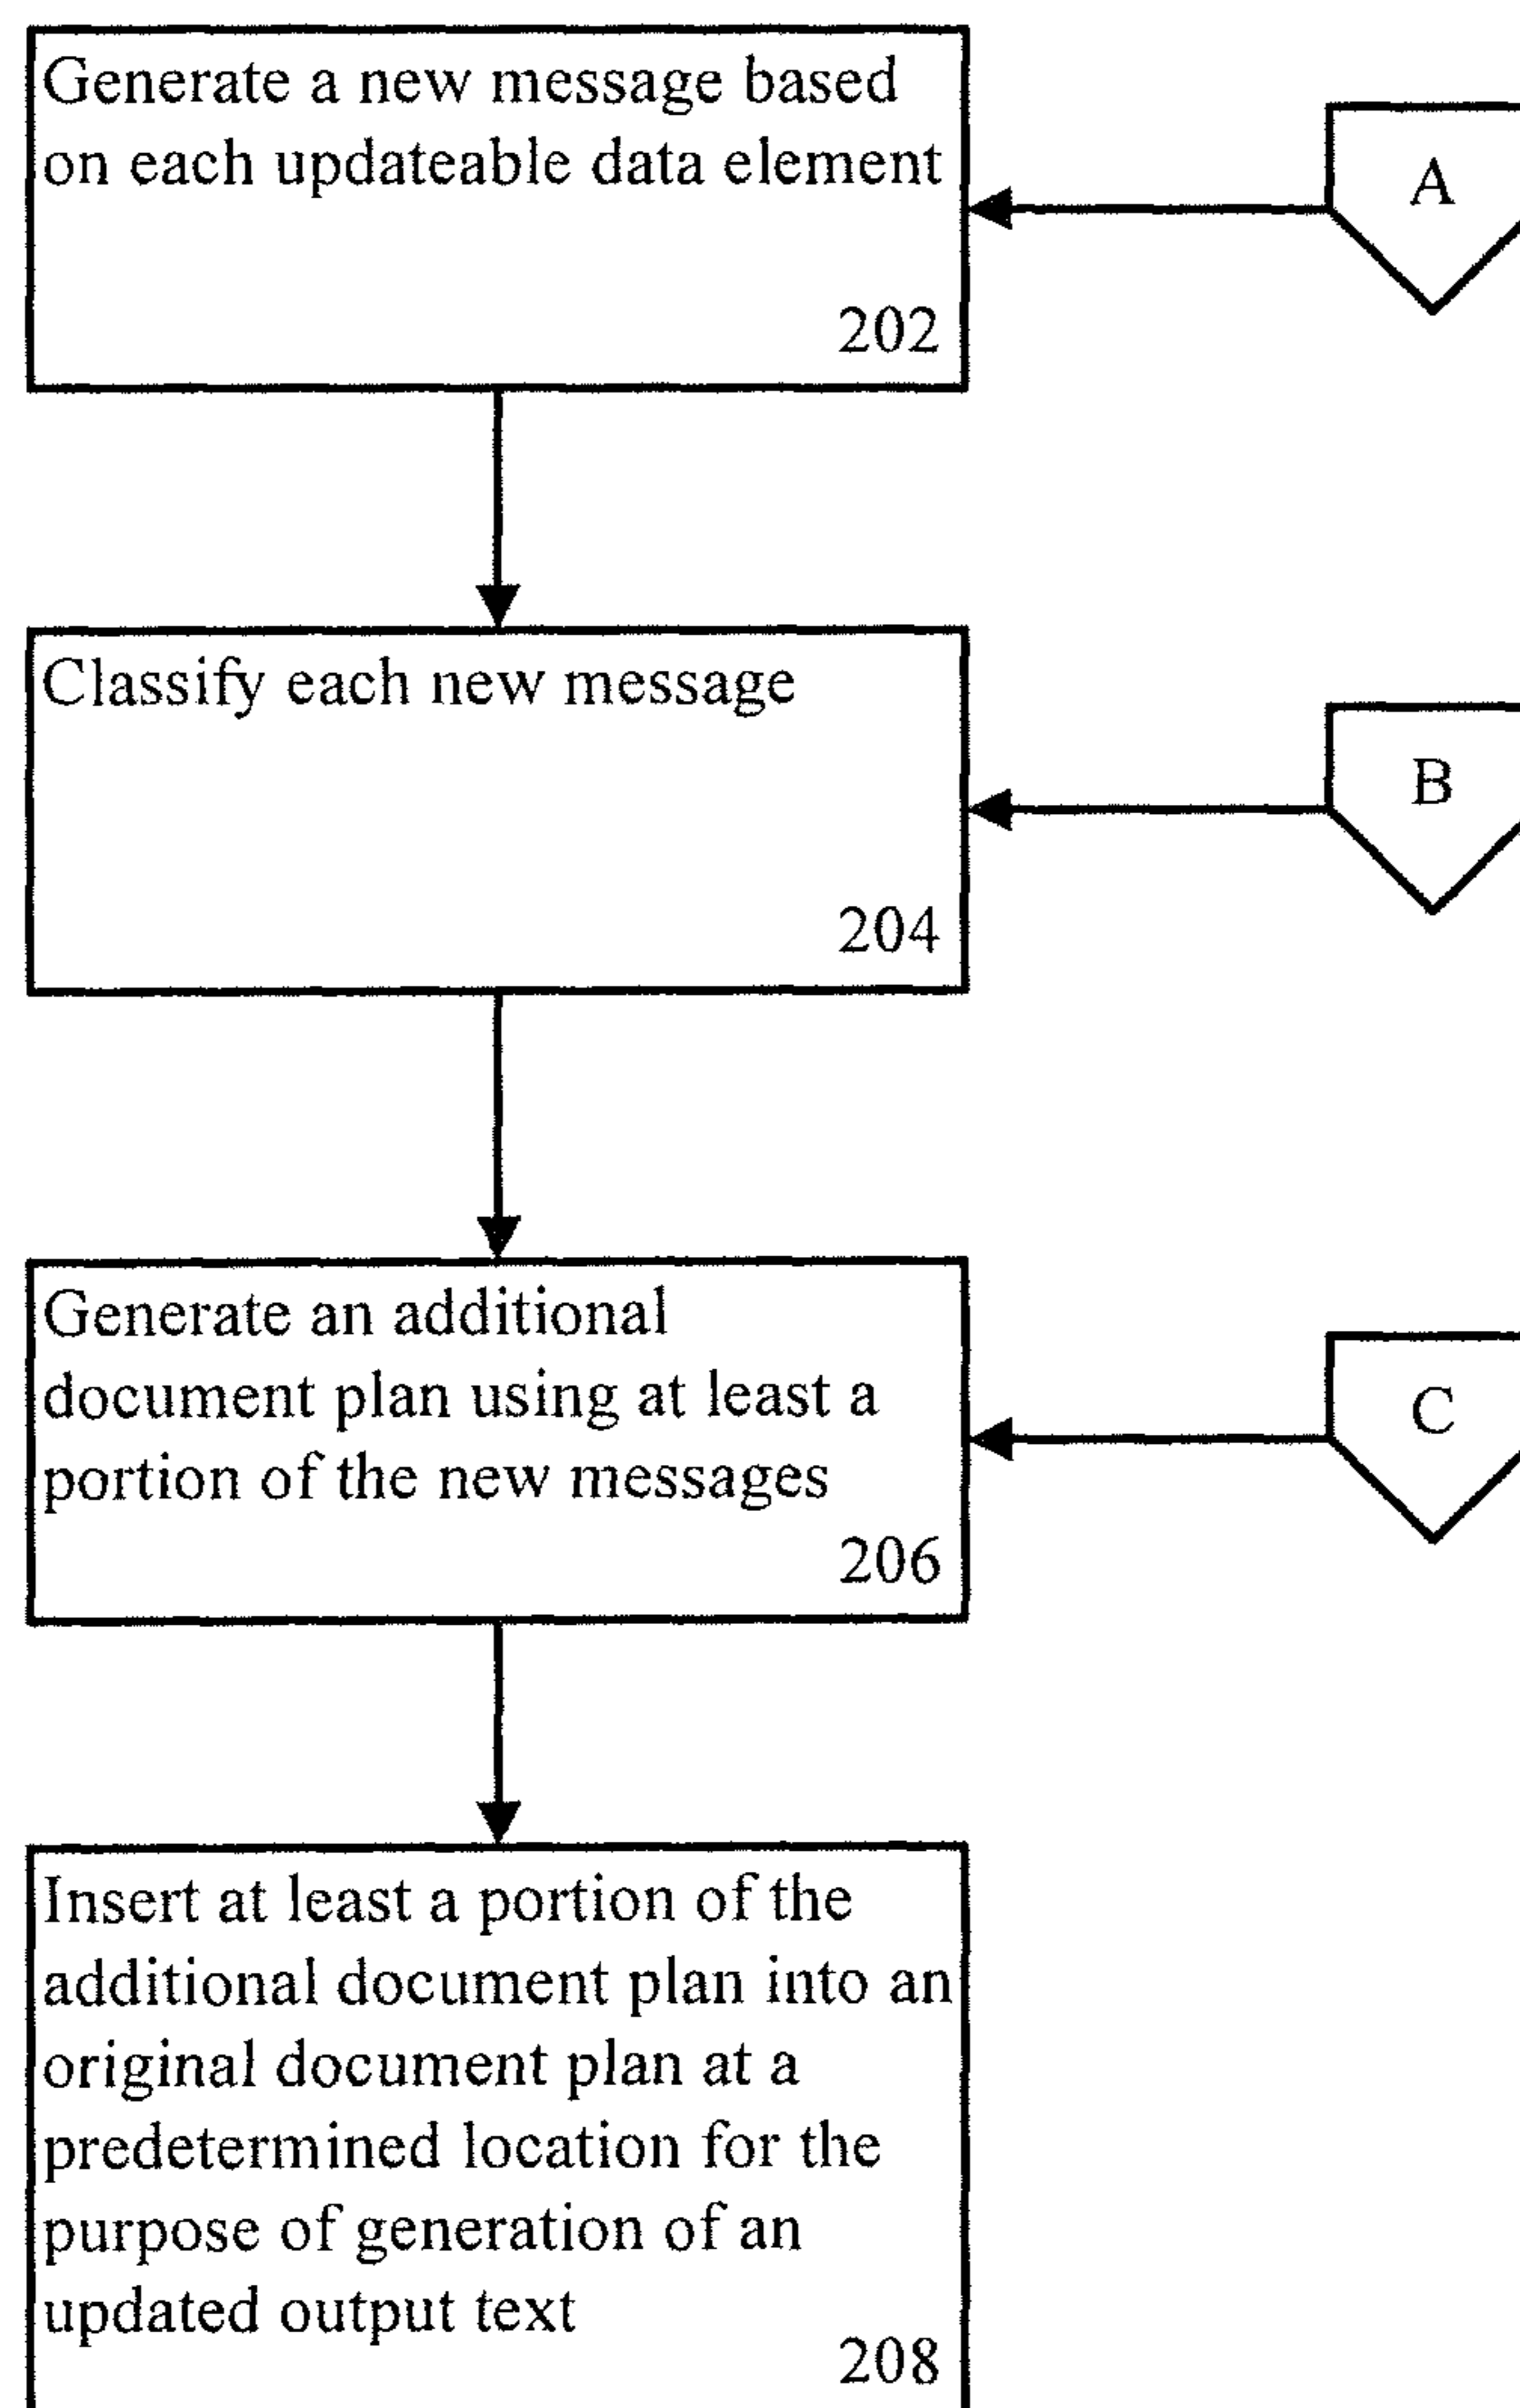 Generate a new message based
on each updateable data element
202
A
Classify each new message
204
B
Generate an additional
document plan using at least a
portion of the new messages
206
C
Insert at least a portion of the
additional document plan into an
original document plan at a
predetermined location for the
purpose of generation of an
updated output text
208